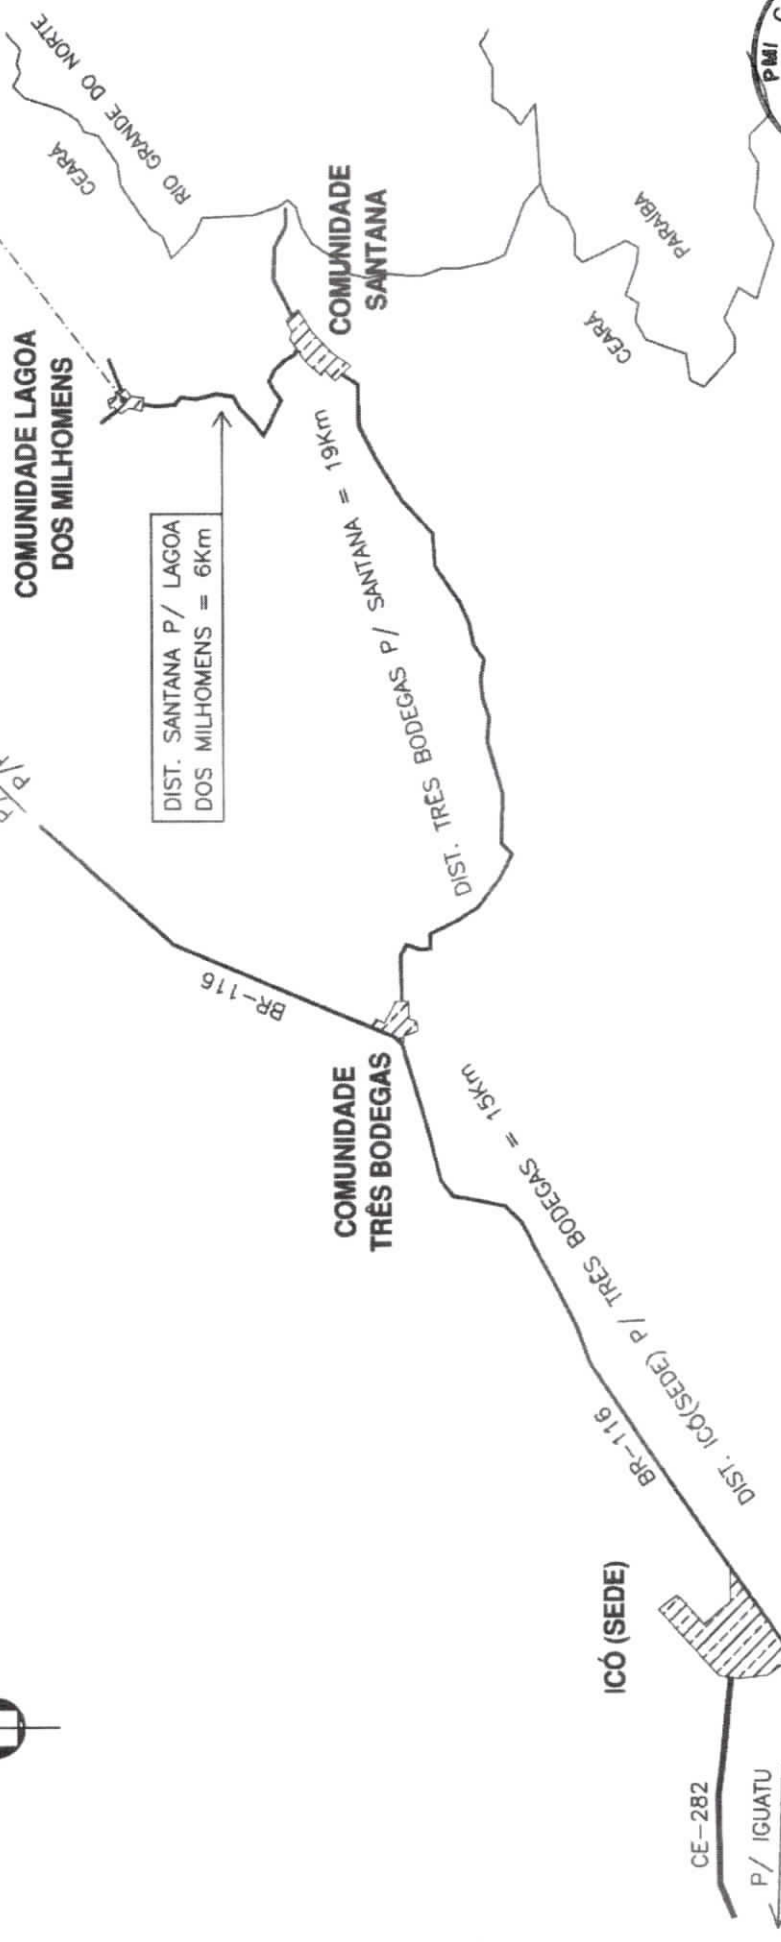 COMUNIDADE LAGOA
DOS MILHOMENS
CEARÁ
RIO GRANDE DO NORTE
DIST. SANTANA P/ LAGOA
DOS MILHOMENS = 6Km
COMUNIDADE
SANTANA
BR-116
DIST. TRÊS BODEGAS P/ SANTANA = 19Km
CEARÁ
PARAÍBA
COMUNIDADE
TRÊS BODEGAS
BR-116
DIST. ICÓ(SEDE) P/ TRÊS BODEGAS = 15Km
ICÓ (SEDE)
CE-282
P/ IGUATU
PMI